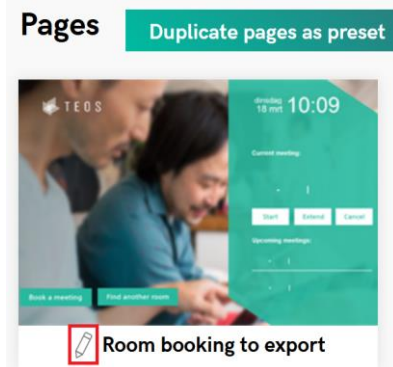 Pages
Duplicate pages as preset
TEOS
dinsdag
18 mrt 10:09
Current meeting:
- |
Start Extend Cancel
Upcoming meetings:
- |
- |
Book a meeting Find another room
Room booking to export